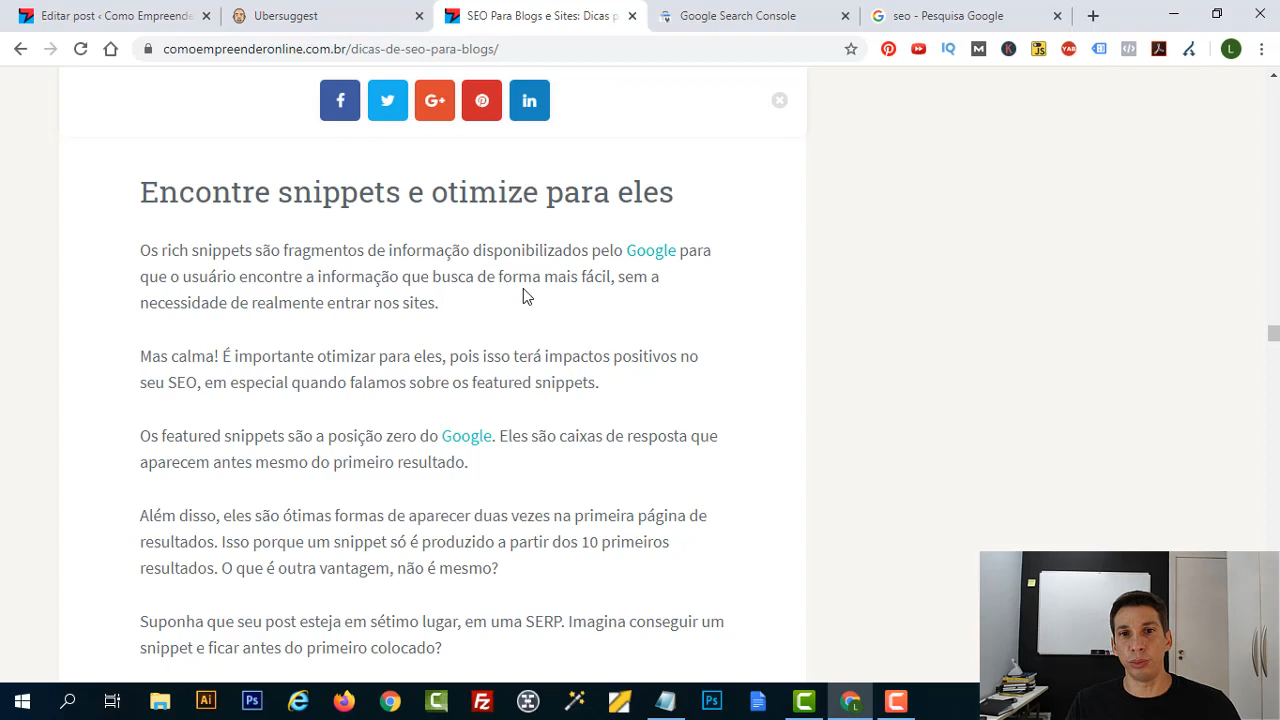 Editar post ‹ Como Empreende
Ubersuggest
SEO Para Blogs e Sites: Dicas p
Google Search Console
seo - Pesquisa Google
comoempreenderonline.com.br/dicas-de-seo-para-blogs/
Encontre snippets e otimize para eles
Os rich snippets são fragmentos de informação disponibilizados pelo Google para
que o usuário encontre a informação que busca de forma mais fácil, sem a
necessidade de realmente entrar nos sites.
Mas calma! É importante otimizar para eles, pois isso terá impactos positivos no
seu SEO, em especial quando falamos sobre os featured snippets.
Os featured snippets são a posição zero do Google. Eles são caixas de resposta que
aparecem antes mesmo do primeiro resultado.
Além disso, eles são ótimas formas de aparecer duas vezes na primeira página de
resultados. Isso porque um snippet só é produzido a partir dos 10 primeiros
resultados. O que é outra vantagem, não é mesmo?
Suponha que seu post esteja em sétimo lugar, em uma SERP. Imagina conseguir um
snippet e ficar antes do primeiro colocado?